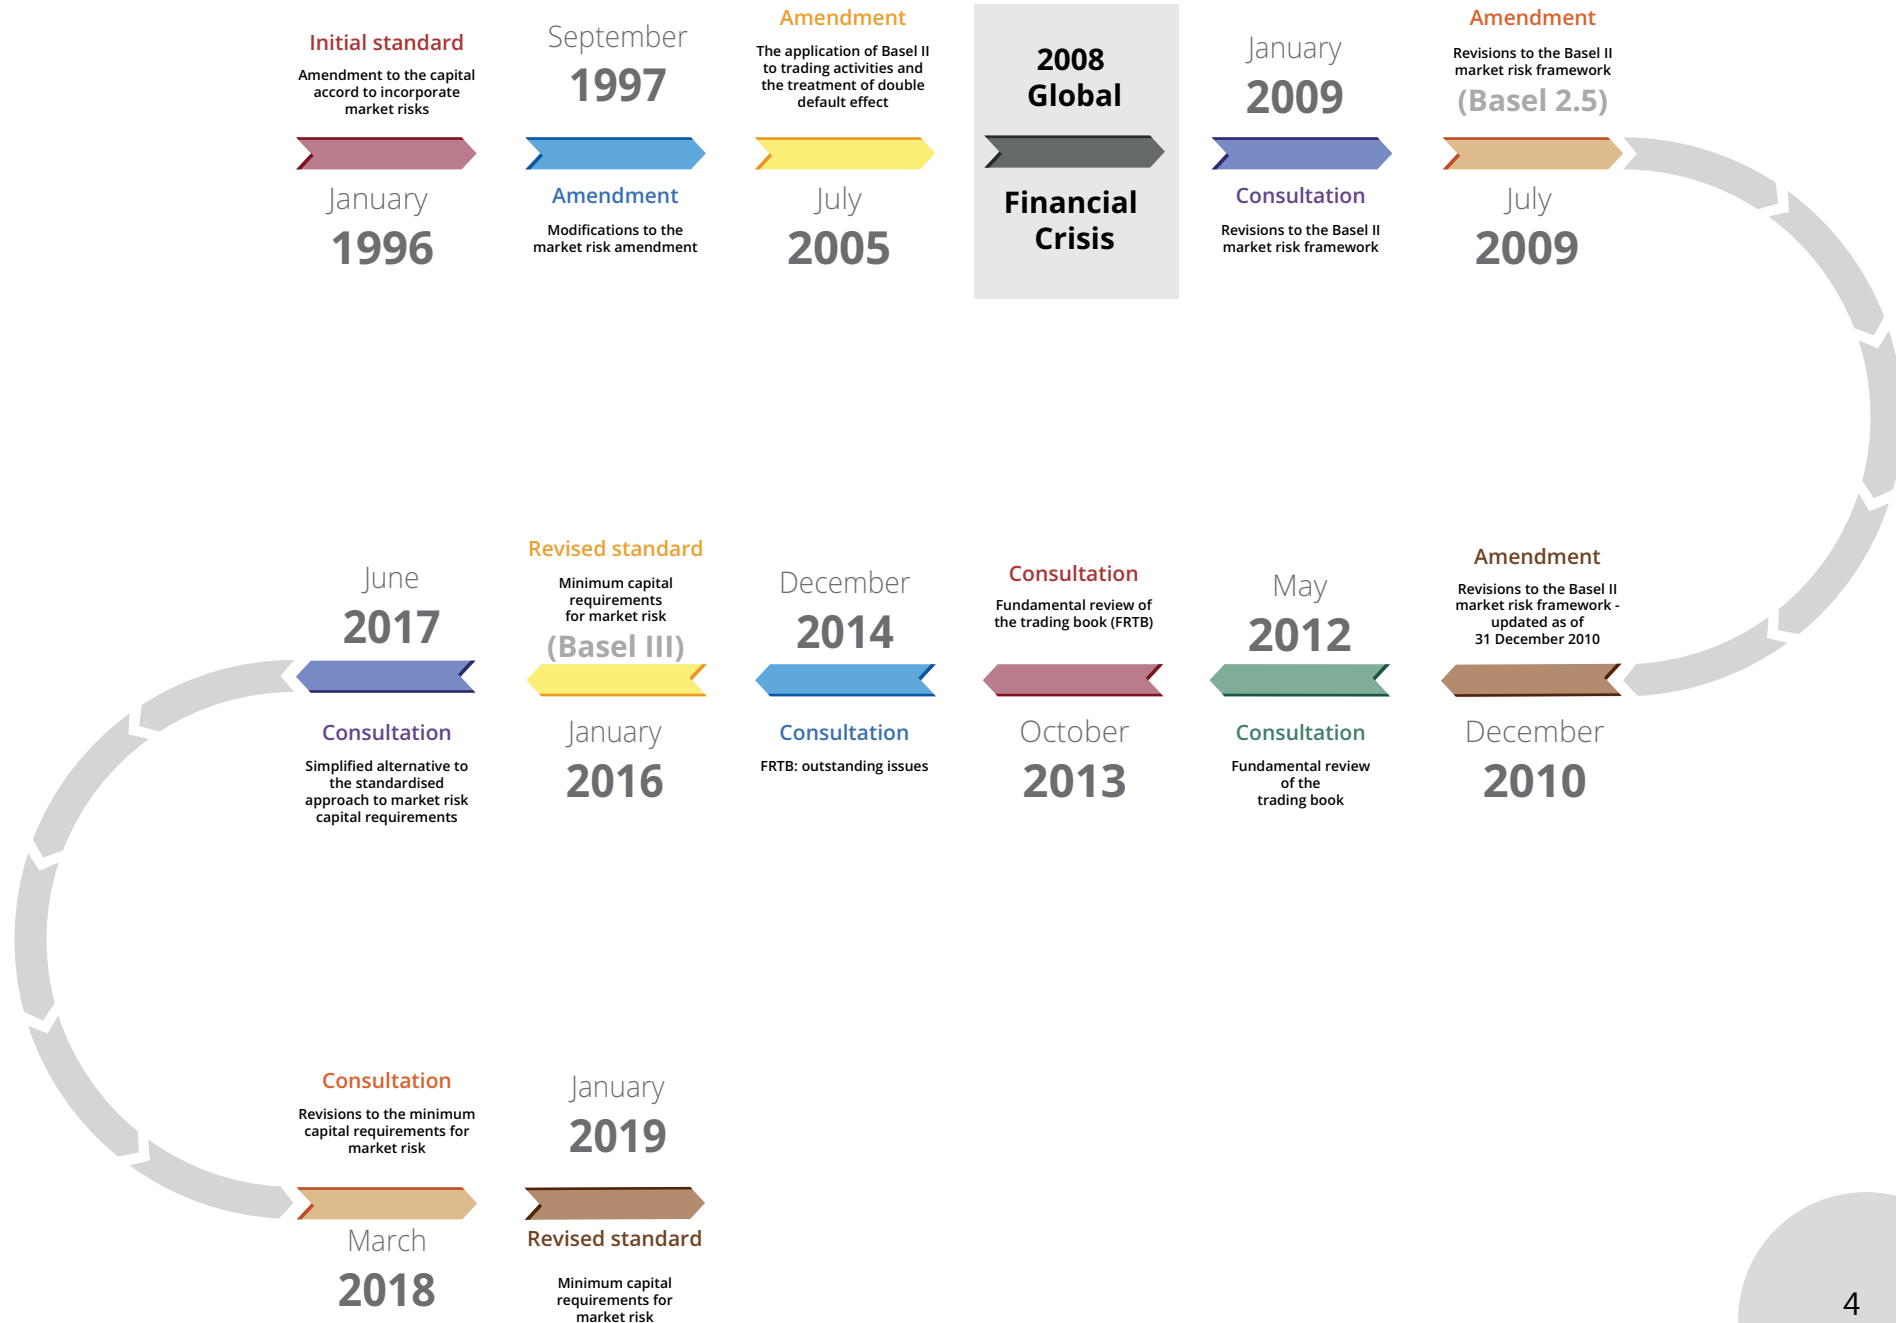 Initial standard
Amendment to the capital
accord to incorporate
market risks
January
1996
September
1997
Amendment
Modifications to the
market risk amendment
Amendment
The application of Basel II
to trading activities and
the treatment of double
default effect
July
2005
2008
Global
Financial
Crisis
January
2009
Consultation
Revisions to the Basel II
market risk framework
Amendment
Revisions to the Basel II
market risk framework
(Basel 2.5)
July
2009
Amendment
Revisions to the Basel II
market risk framework -
updated as of
31 December 2010
December
2010
May
2012
Consultation
Fundamental review
of the
trading book
Consultation
Fundamental review of
the trading book (FRTB)
October
2013
December
2014
Consultation
FRTB: outstanding issues
Revised standard
Minimum capital
requirements
for market risk
(Basel III)
January
2016
June
2017
Consultation
Simplified alternative to
the standardised
approach to market risk
capital requirements
Consultation
Revisions to the minimum
capital requirements for
market risk
March
2018
January
2019
Revised standard
Minimum capital
requirements for
market risk
4